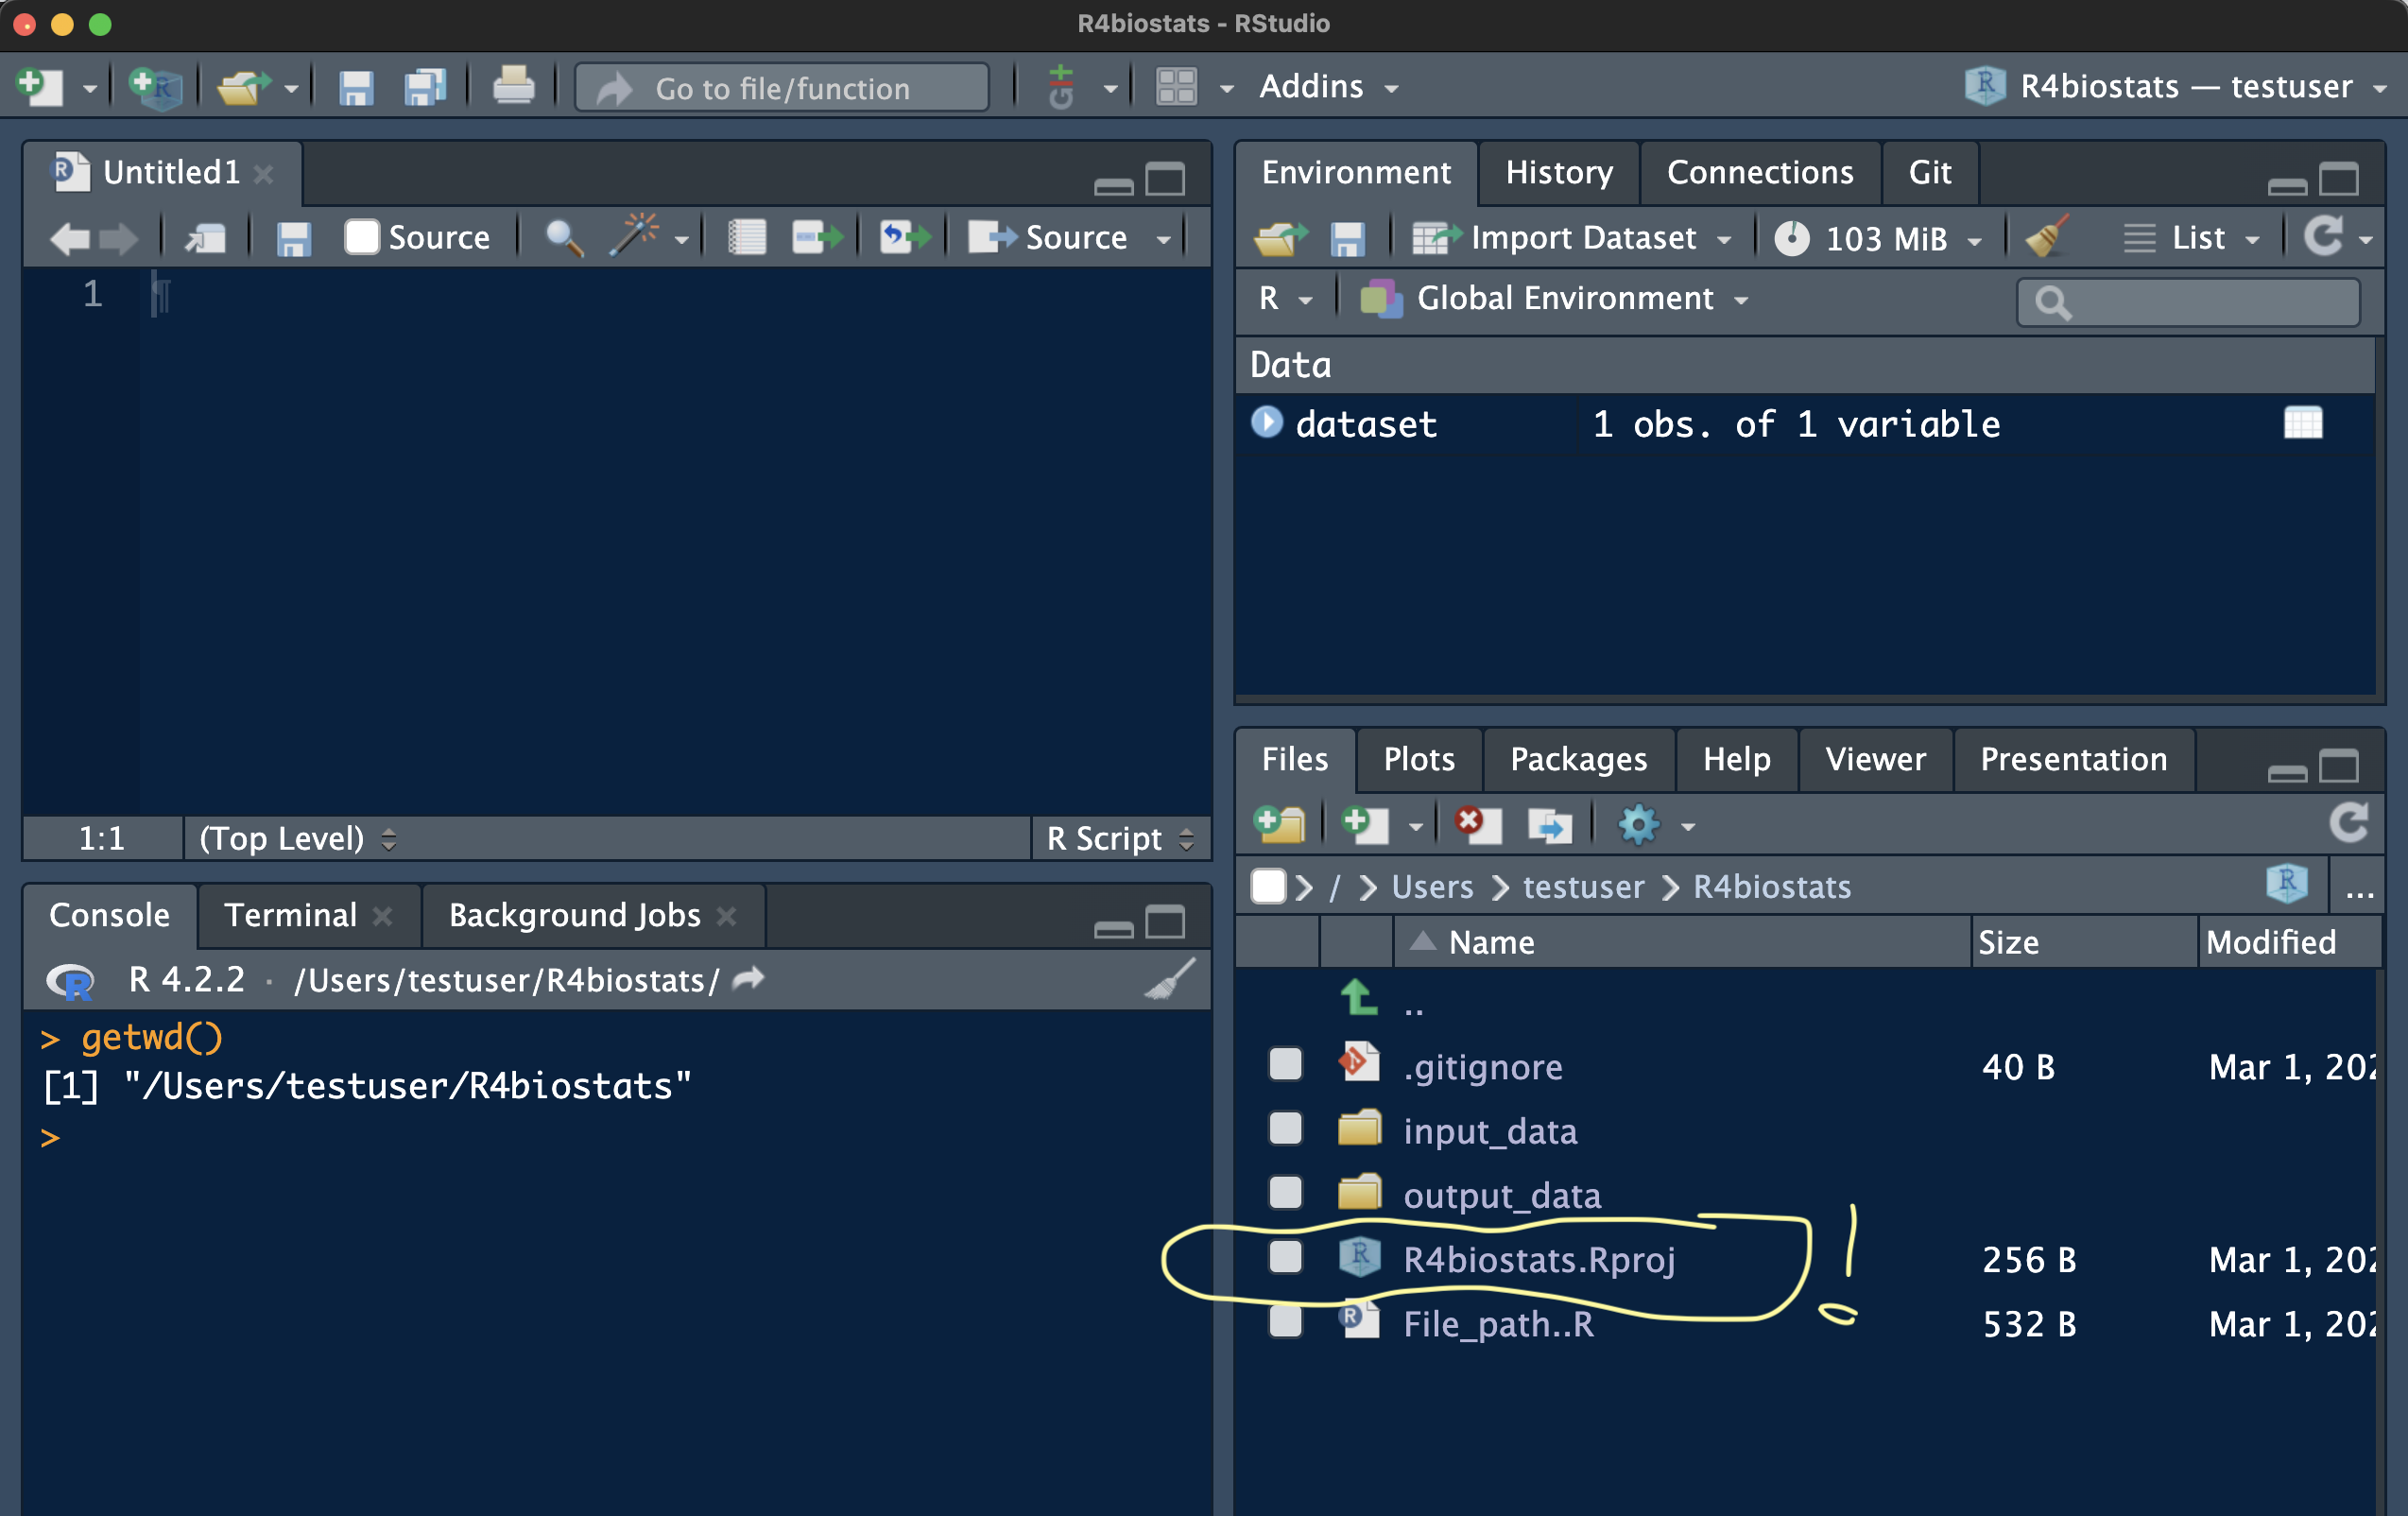 R4biostats - RStudio
Go to file/function
Git
Addins
R4biostats — testuser
Untitled1
Source
Source
1 ¶
1:1 (Top Level) R Script
Console Terminal Background Jobs
R 4.2.2 · /Users/testuser/R4biostats/
> getwd()
[1] "/Users/testuser/R4biostats"
>
Environment History Connections Git
Import Dataset 103 MiB List
R Global Environment
Data
dataset 1 obs. of 1 variable
Files Plots Packages Help Viewer Presentation
/ Users testuser R4biostats R ...
Name Size Modified
..
.gitignore 40 B Mar 1, 202
input_data
output_data
R4biostats.Rproj 256 B Mar 1, 202
!
File_path..R 532 B Mar 1, 202